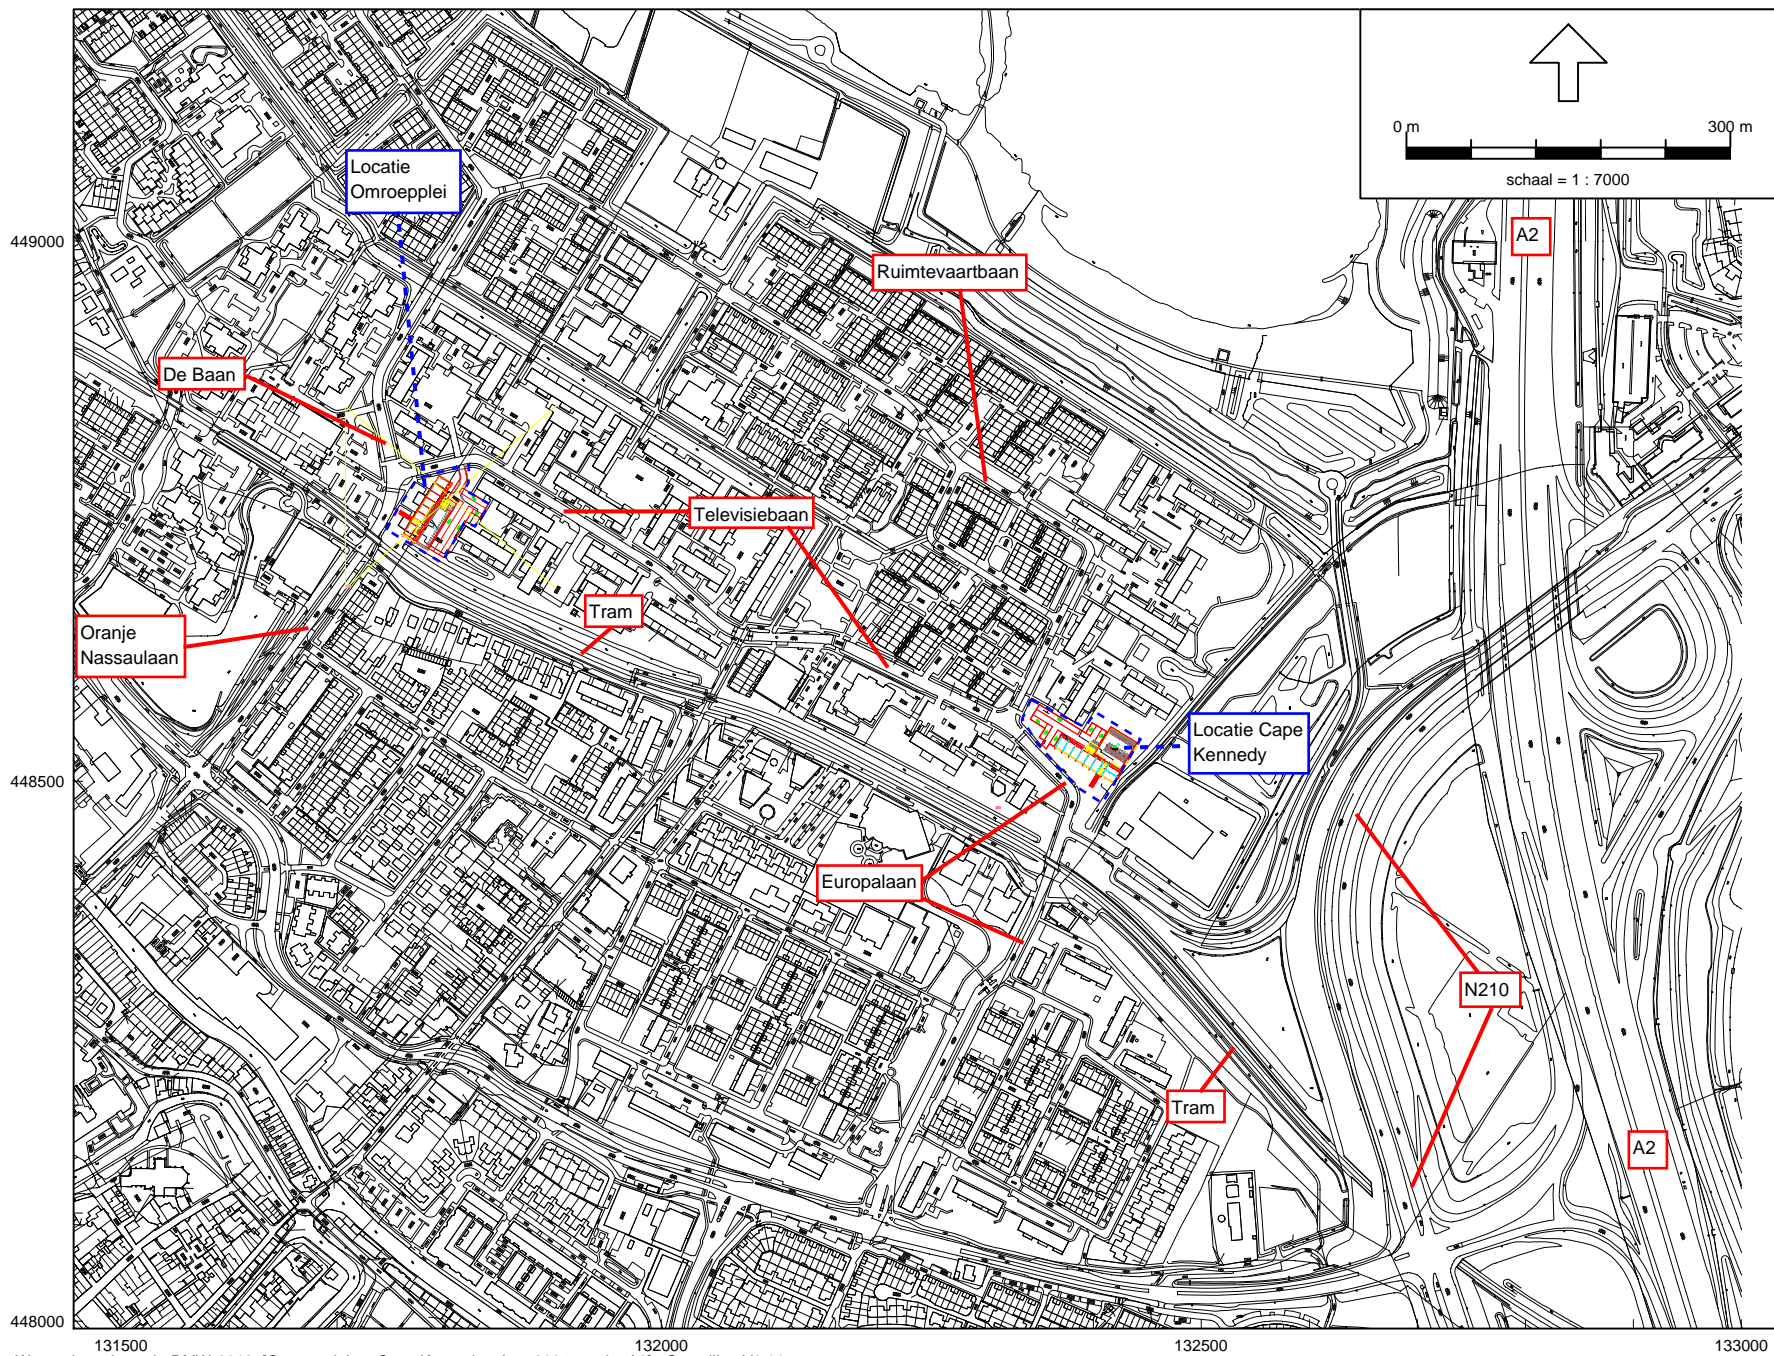 0 m 300 m
schaal = 1 : 7000
Locatie
Omroepplei
449000
A2
Ruimtevaartbaan
De Baan
Televisiebaan
Tram
Oranje
Nassaulaan
Locatie Cape
Kennedy
448500
Europalaan
N210
Tram
A2
448000
131500 132000 132500 133000